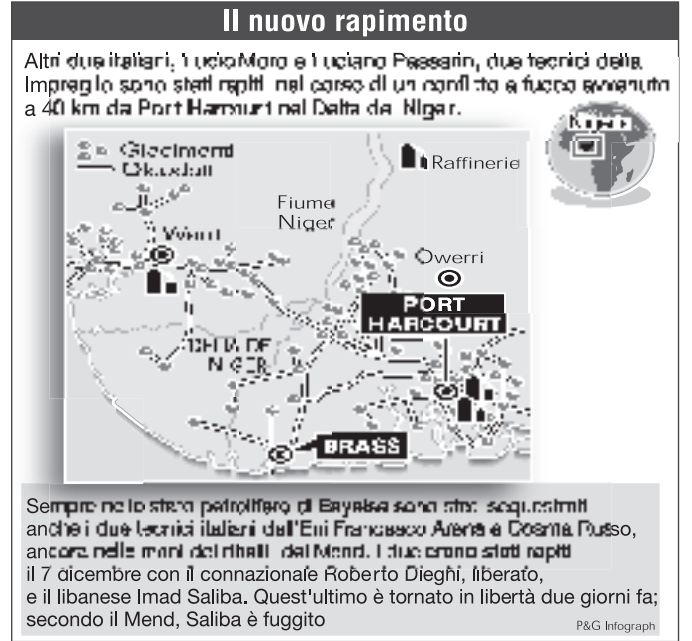 Il nuovo rapimento
Altri due italiani, Lucio Moro e Luciano Passarin, due tecnici della
Impregilo sono stati rapiti nel corso di un conflitto a fuoco avvenuto
a 40 km da Port Harcourt nel Delta del Niger.
Nigeria
Giacimenti
Oleodotti
Raffinerie
Fiume
Niger
Warri
Owerri
PORT
HARCOURT
DELTA DEL
NIGER
BRASS
Sempre nello stato petrolifero di Bayelsa sono stati sequestrati
anche i due tecnici italiani dell'Eni Francesco Arena e Cosma Russo,
ancora nelle mani dei ribelli del Mend. I due erano stati rapiti
il 7 dicembre con il connazionale Roberto Dieghi, liberato,
e il libanese Imad Saliba. Quest'ultimo è tornato in libertà due giorni fa;
secondo il Mend, Saliba è fuggito
P&G Infograph